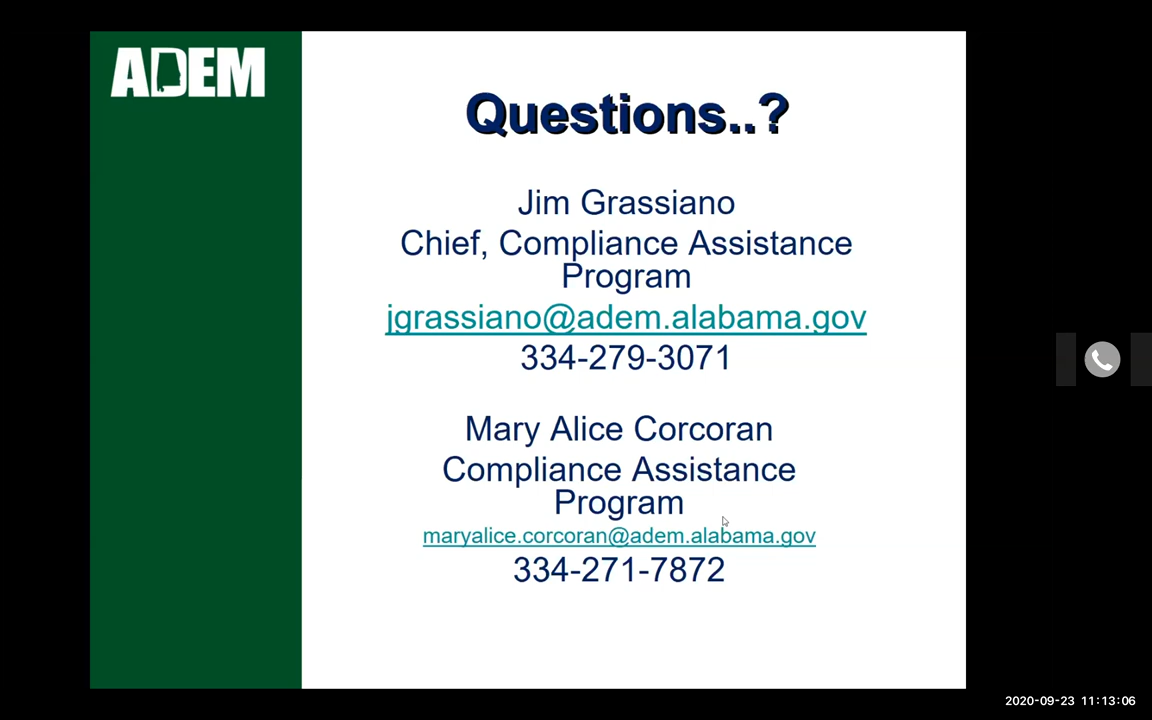 ADEM
Questions..?
Jim Grassiano
Chief, Compliance Assistance
Program
jgrassiano@adem.alabama.gov
334-279-3071
Mary Alice Corcoran
Compliance Assistance
Program
maryalice.corcoran@adem.alabama.gov
334-271-7872
2020-09-23 11:13:06